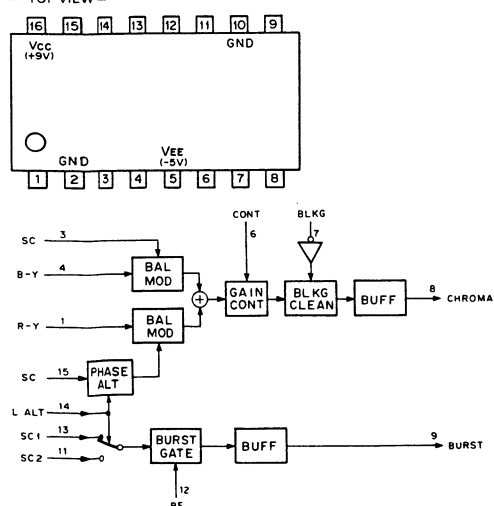 TOP VIEW
16 15 14 13 12 11 10 9
VCC
(+9V)
GND
GND
VEE
(-5V)
1 2 3 4 5 6 7 8
CONT
6
BLKG
7
SC 3
B-Y 4
BAL
MOD
R-Y 1
BAL
MOD
GAIN
CONT
BLKG
CLEAN
BUFF
8 CHROMA
SC 15
PHASE
ALT
L ALT 14
SC1 13
SC2 11
BURST
GATE
BUFF
9 BURST
12